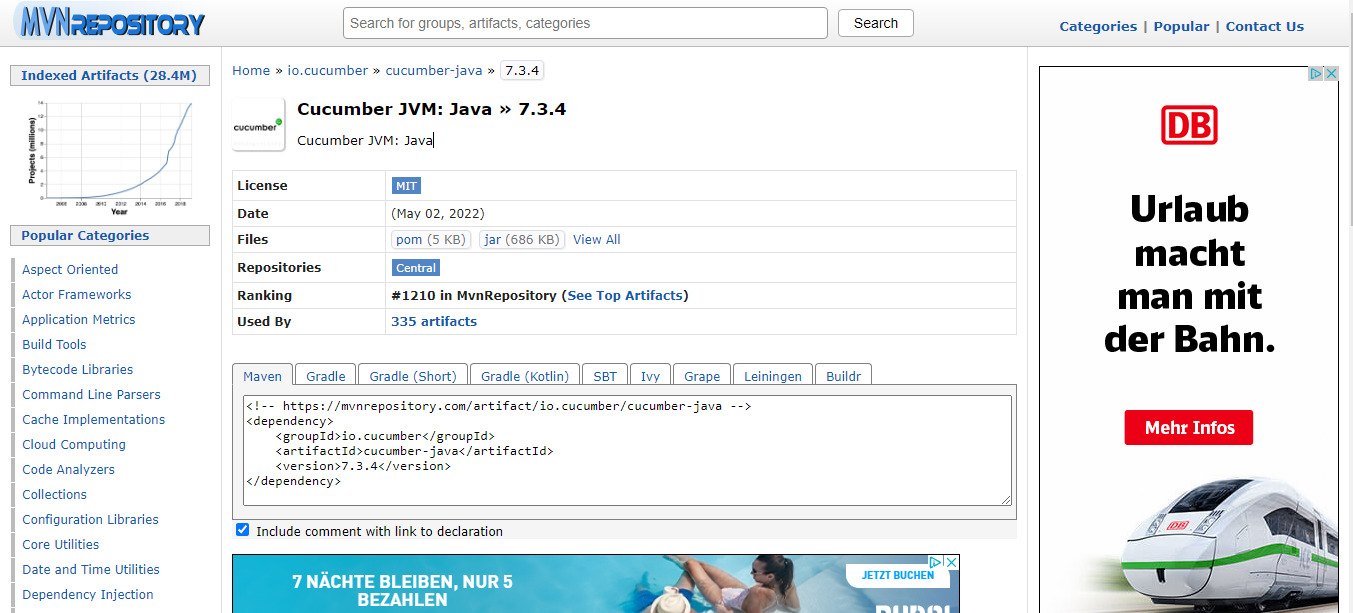 MVNREPOSITORY
Search for groups, artifacts, categories
Search
Categories | Popular | Contact Us
Indexed Artifacts (28.4M)
Projects (millions)
Year
Popular Categories
Aspect Oriented
Actor Frameworks
Application Metrics
Build Tools
Bytecode Libraries
Command Line Parsers
Cache Implementations
Cloud Computing
Code Analyzers
Collections
Configuration Libraries
Core Utilities
Date and Time Utilities
Dependency Injection
Home » io.cucumber » cucumber-java » 7.3.4
cucumber
Cucumber JVM: Java » 7.3.4
Cucumber JVM: Java
License MIT
Date (May 02, 2022)
Files pom (5 KB) jar (686 KB) View All
Repositories Central
Ranking #1210 in MvnRepository (See Top Artifacts)
Used By 335 artifacts
Maven Gradle Gradle (Short) Gradle (Kotlin) SBT Ivy Grape Leiningen Buildr
<!-- https://mvnrepository.com/artifact/io.cucumber/cucumber-java -->
<dependency>
    <groupId>io.cucumber</groupId>
    <artifactId>cucumber-java</artifactId>
    <version>7.3.4</version>
</dependency>
Include comment with link to declaration
7 NÄCHTE BLEIBEN, NUR 5
BEZAHLEN
JETZT BUCHEN
DB
Urlaub
macht
man mit
der Bahn.
Mehr Infos
DB